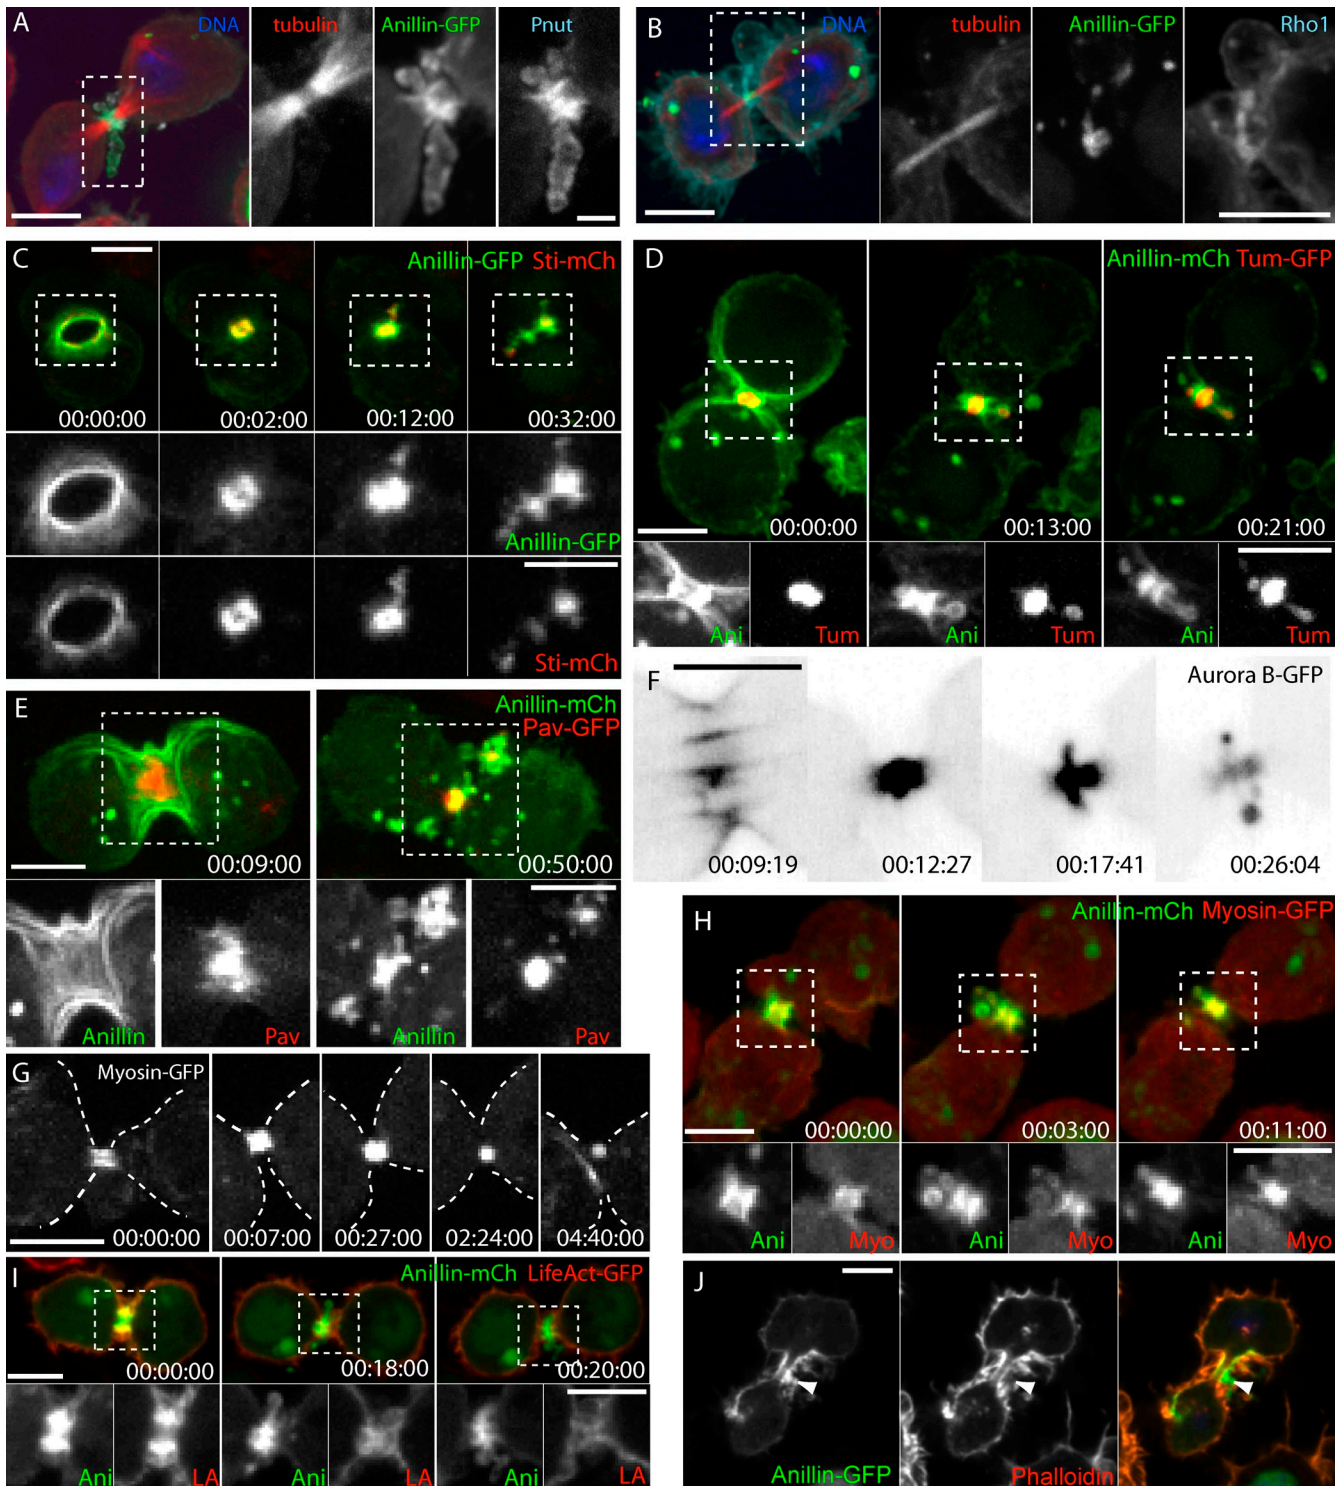 A
DNA
tubulin
Anillin-GFP
Pnut
B
DNA
tubulin
Anillin-GFP
Rho1
C
Anillin-GFP Sti-mCh
00:00:00
00:02:00
00:12:00
00:32:00
Anillin-GFP
Sti-mCh
D
Anillin-mCh Tum-GFP
00:00:00
00:13:00
00:21:00
Ani
Tum
Ani
Tum
Ani
Tum
E
Anillin-mCh
Pav-GFP
00:09:00
00:50:00
Anillin
Pav
Anillin
Pav
F
Aurora B-GFP
00:09:19
00:12:27
00:17:41
00:26:04
G
Myosin-GFP
00:00:00
00:07:00
00:27:00
02:24:00
04:40:00
H
Anillin-mCh Myosin-GFP
00:00:00
00:03:00
00:11:00
Ani
Myo
Ani
Myo
Ani
Myo
I
Anillin-mCh LifeAct-GFP
00:00:00
00:18:00
00:20:00
Ani
LA
Ani
LA
Ani
LA
J
Anillin-GFP
Phalloidin